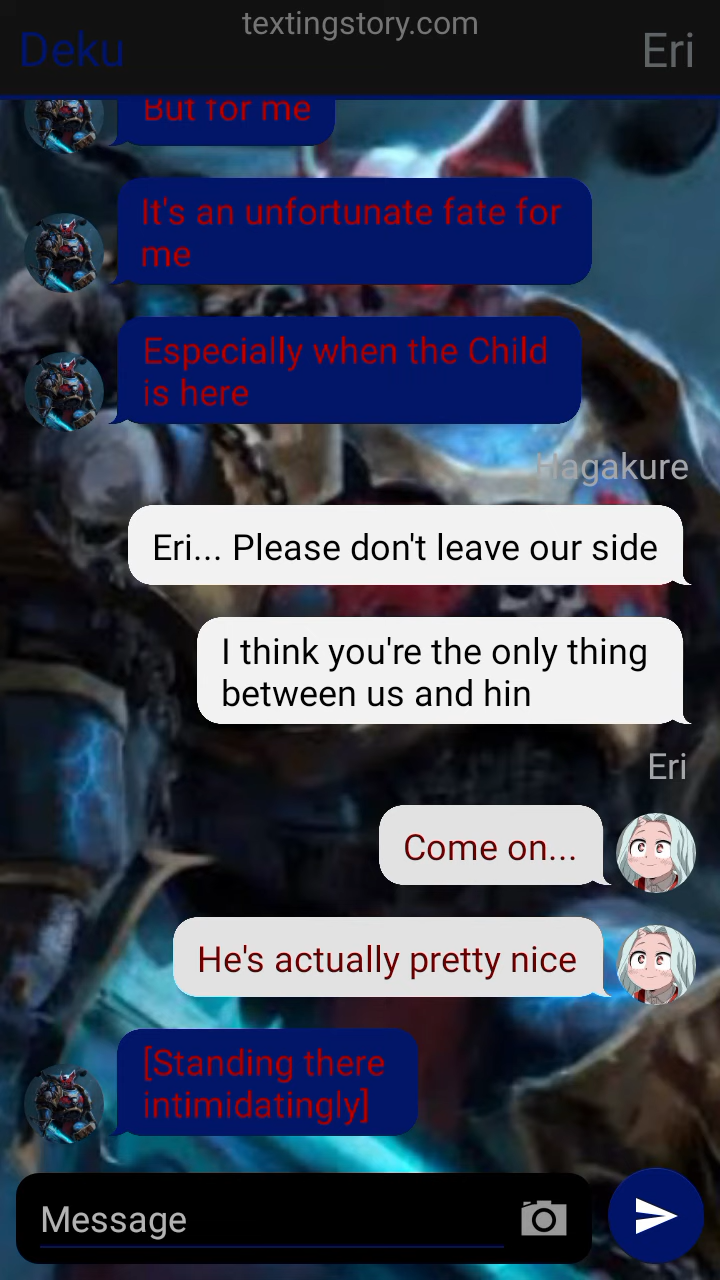 textingstory.com
Deku
Eri
But for me
It's an unfortunate fate for
me
Especially when the Child
is here
Hagakure
Eri... Please don't leave our side
I think you're the only thing
between us and hin
Eri
Come on...
He's actually pretty nice
[Standing there
intimidatingly]
Message